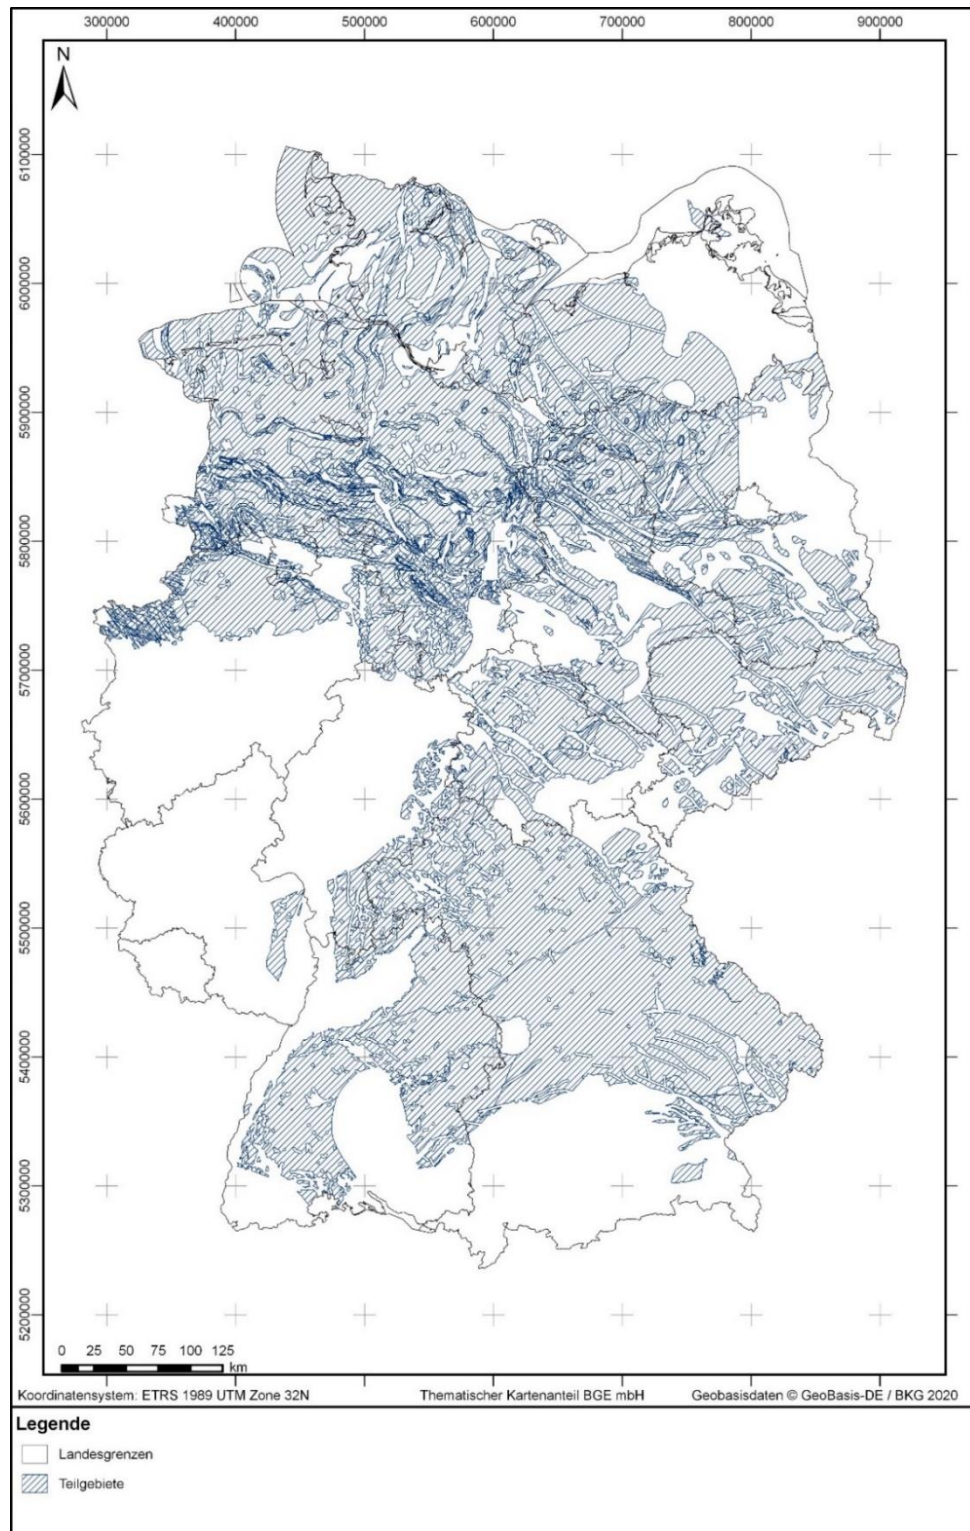 300000 400000 500000 600000 700000 800000 900000
N
6100000
6000000
5900000
5800000
5700000
5600000
5500000
5400000
5300000
5200000
0 25 50 75 100 125
km
Koordinatensystem: ETRS 1989 UTM Zone 32N Thematischer Kartenanteil BGE mbH Geobasisdaten © GeoBasis-DE / BKG 2020
Legende
Landesgrenzen
Teilgebiete